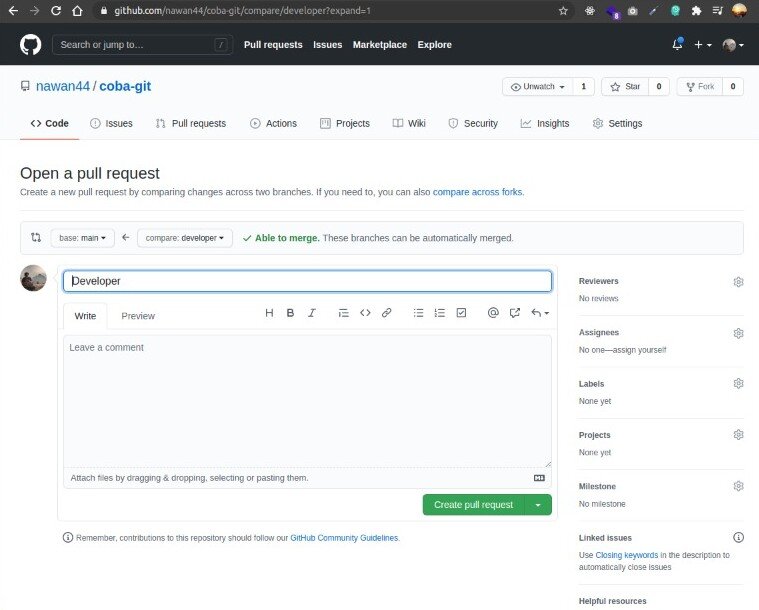 github.com/nawan44/coba-git/compare/developer?expand=1
8
Search or jump to…
/
Pull requests Issues Marketplace Explore
nawan44 / coba-git
Unwatch 1 Star 0 Fork 0
Code Issues Pull requests Actions Projects Wiki Security Insights Settings
Open a pull request
Create a new pull request by comparing changes across two branches. If you need to, you can also compare across forks.
base: main compare: developer Able to merge. These branches can be automatically merged.
Developer
Write Preview
Leave a comment
Attach files by dragging & dropping, selecting or pasting them.
Create pull request
Remember, contributions to this repository should follow our GitHub Community Guidelines.
Reviewers
No reviews
Assignees
No one—assign yourself
Labels
None yet
Projects
None yet
Milestone
No milestone
Linked issues
Use Closing keywords in the description to
automatically close issues
Helpful resources